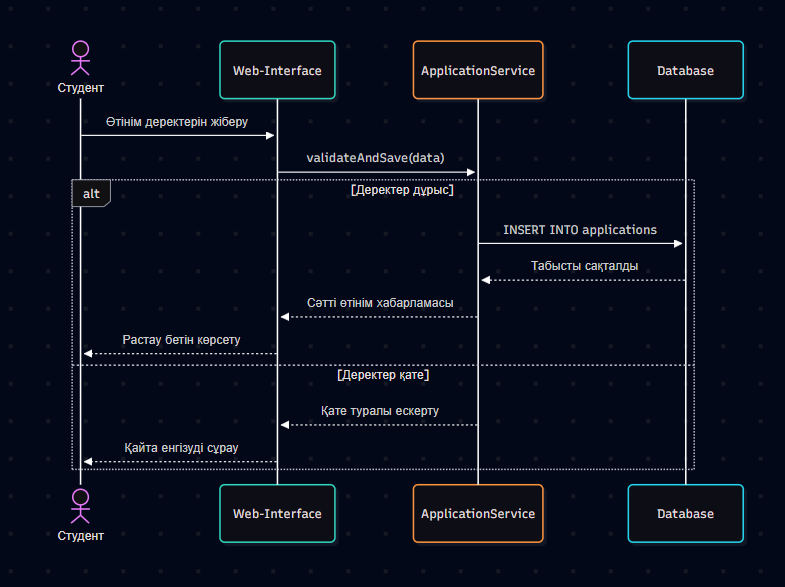 Студент
Web-Interface
ApplicationService
Database
Өтінім деректерін жіберу
validateAndSave(data)
alt
[Деректер дұрыс]
INSERT INTO applications
Табысты сақталды
Сәтті өтінім хабарламасы
Растау бетін көрсету
[Деректер қате]
Қате туралы ескерту
Қайта енгізуді сұрау
Студент
Web-Interface
ApplicationService
Database